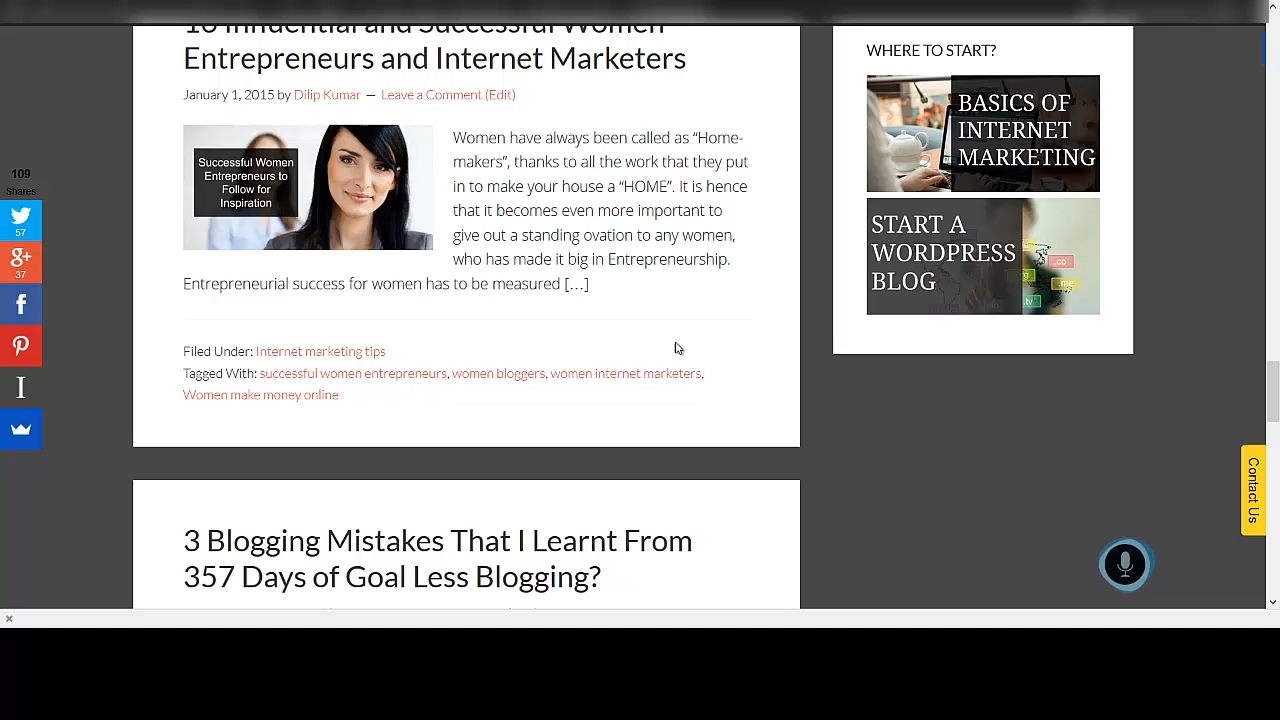 Entrepreneurs and Internet Marketers
January 1, 2015 by Dilip Kumar — Leave a Comment (Edit)
Successful Women
Entrepreneurs to
Follow for
Inspiration
Women have always been called as “Home-
makers”, thanks to all the work that they put
in to make your house a “HOME”. It is hence
that it becomes even more important to
give out a standing ovation to any women,
who has made it big in Entrepreneurship.
Entrepreneurial success for women has to be measured […]
Filed Under: Internet marketing tips
Tagged With: successful women entrepreneurs, women bloggers, women internet marketers,
Women make money online
3 Blogging Mistakes That I Learnt From
357 Days of Goal Less Blogging?
WHERE TO START?
BASICS OF
INTERNET
MARKETING
START A
WORDPRESS
BLOG
.co
.me
.tv
109
Shares
57
g+
37
Contact Us